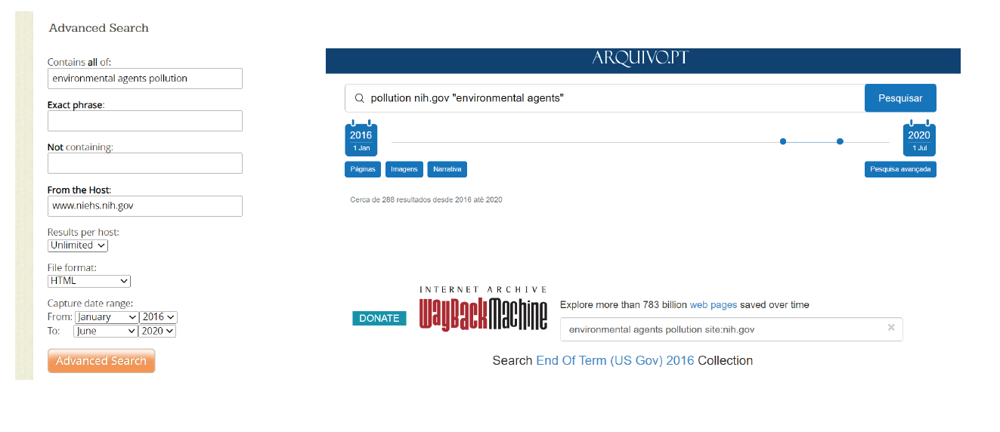 Advanced Search
Contains all of:
environmental agents pollution
Exact phrase:
Not containing:
From the Host:
www.niehs.nih.gov
Results per host:
Unlimited
File format:
HTML
Capture date range:
From: January 2016
To: June 2020
Advanced Search
ARQUIVO.PT
pollution nih.gov "environmental agents"
Pesquisar
2016
1 Jan
2020
1 Jul
Páginas Imagens Narrativa
Pesquisa avançada
Cerca de 288 resultados desde 2016 até 2020
INTERNET ARCHIVE
DONATE
WayBackMachine
Explore more than 783 billion web pages saved over time
environmental agents pollution site:nih.gov
Search End Of Term (US Gov) 2016 Collection